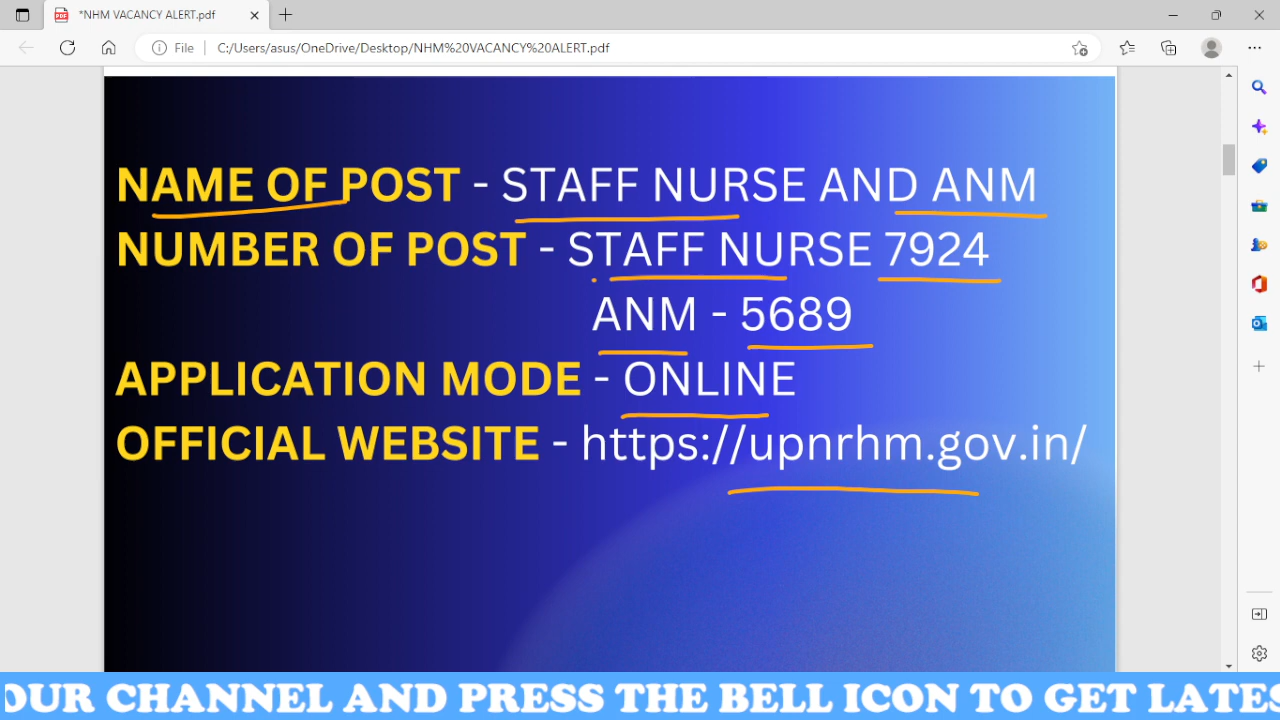 *NHM VACANCY ALERT.pdf
File
C:/Users/asus/OneDrive/Desktop/NHM%20VACANCY%20ALERT.pdf
NAME OF POST - STAFF NURSE AND ANM
NUMBER OF POST - STAFF NURSE 7924
ANM - 5689
APPLICATION MODE - ONLINE
OFFICIAL WEBSITE - https://upnrhm.gov.in/
OUR CHANNEL AND PRESS THE BELL ICON TO GET LATES